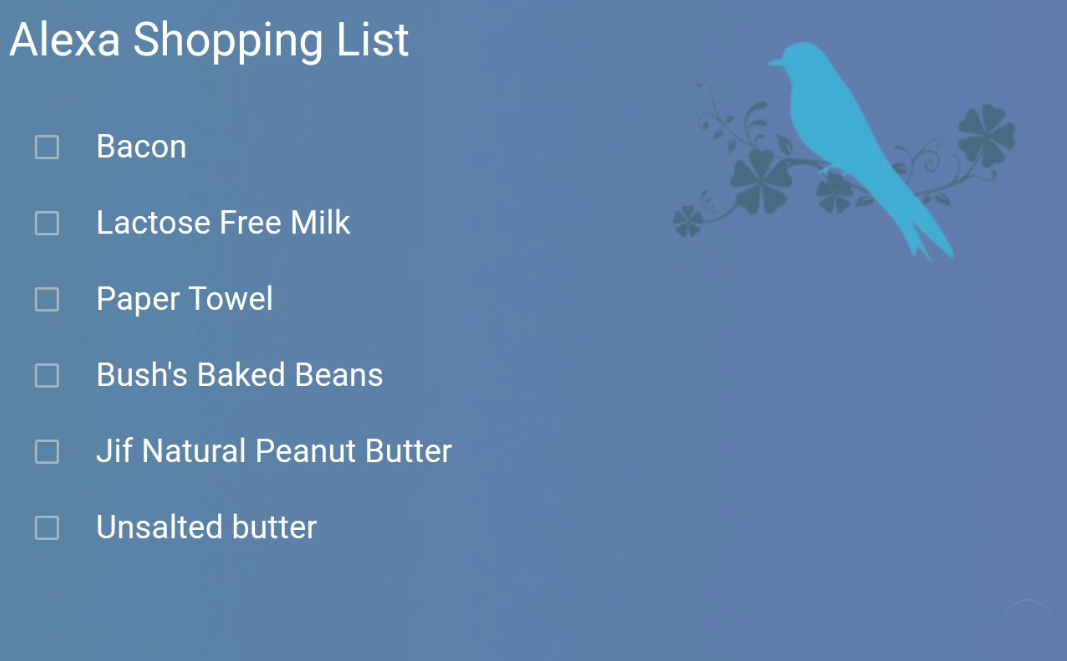 Alexa Shopping List
Bacon
Lactose Free Milk
Paper Towel
Bush's Baked Beans
Jif Natural Peanut Butter
Unsalted butter